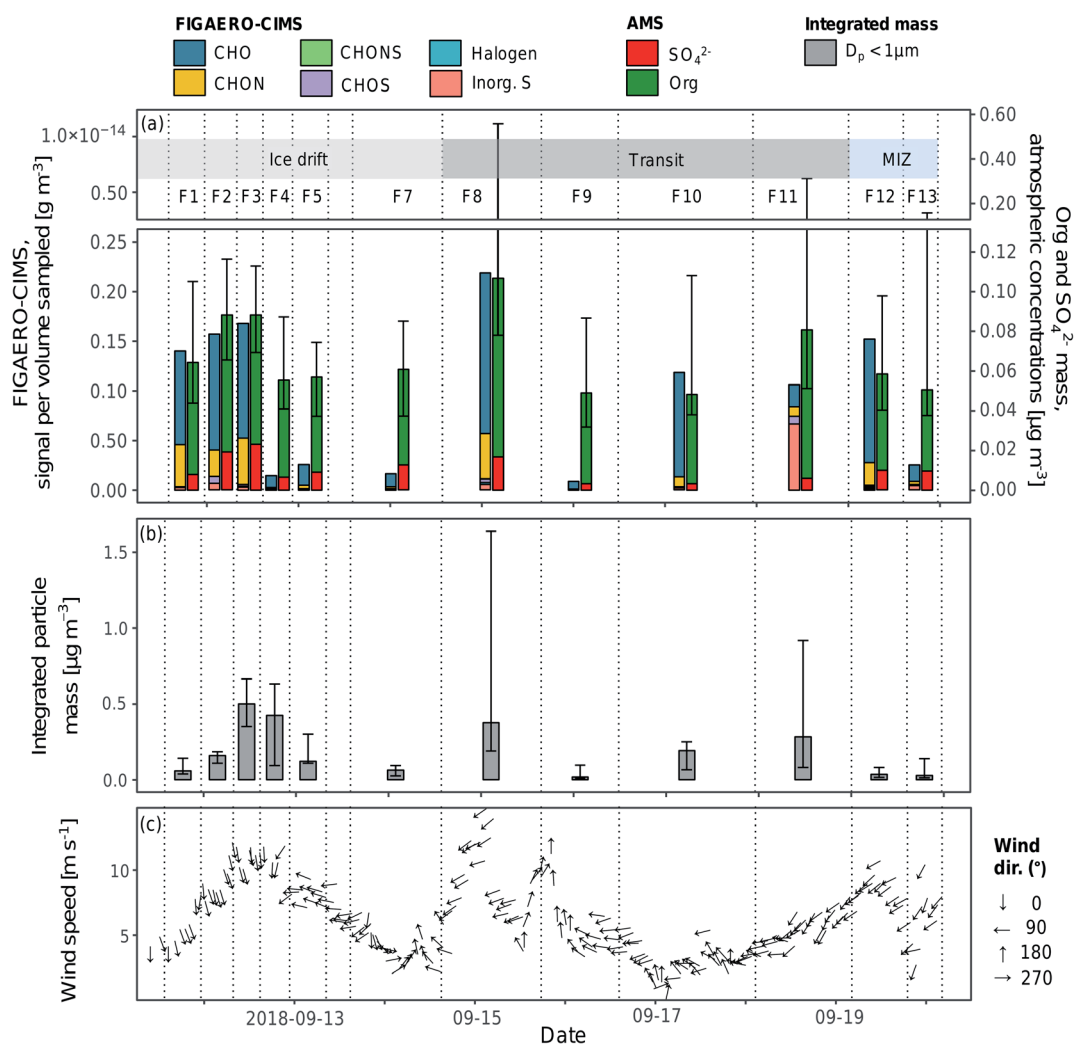 FIGAERO-CIMS AMS Integrated mass
CHO CHONS Halogen SO₄²⁻ Dₚ < 1μm
CHON CHOS Inorg. S Org
(a)
1.0×10⁻¹⁴
0.50
0.25
0.20
0.15
0.10
0.50
0.00
FIGAERO-CIMS,
signal per volume sampled [g m⁻³]
Ice drift Transit MIZ
F1 F2 F3 F4 F5 F7 F8 F9 F10 F11 F12 F13
0.60
0.40
0.20
0.12
0.10
0.08
0.06
0.04
0.02
0.00
Org and SO₄²⁻ mass,
atmospheric concentrations [μg m⁻³]
(b)
1.5
1.0
0.5
0.0
Integrated particle
mass [μg m⁻³]
(c)
10
5
Wind speed [m s⁻¹]
2018-09-13 09-15 09-17 09-19
Date
Wind
dir. (°)
↓ 0
← 90
↑ 180
→ 270